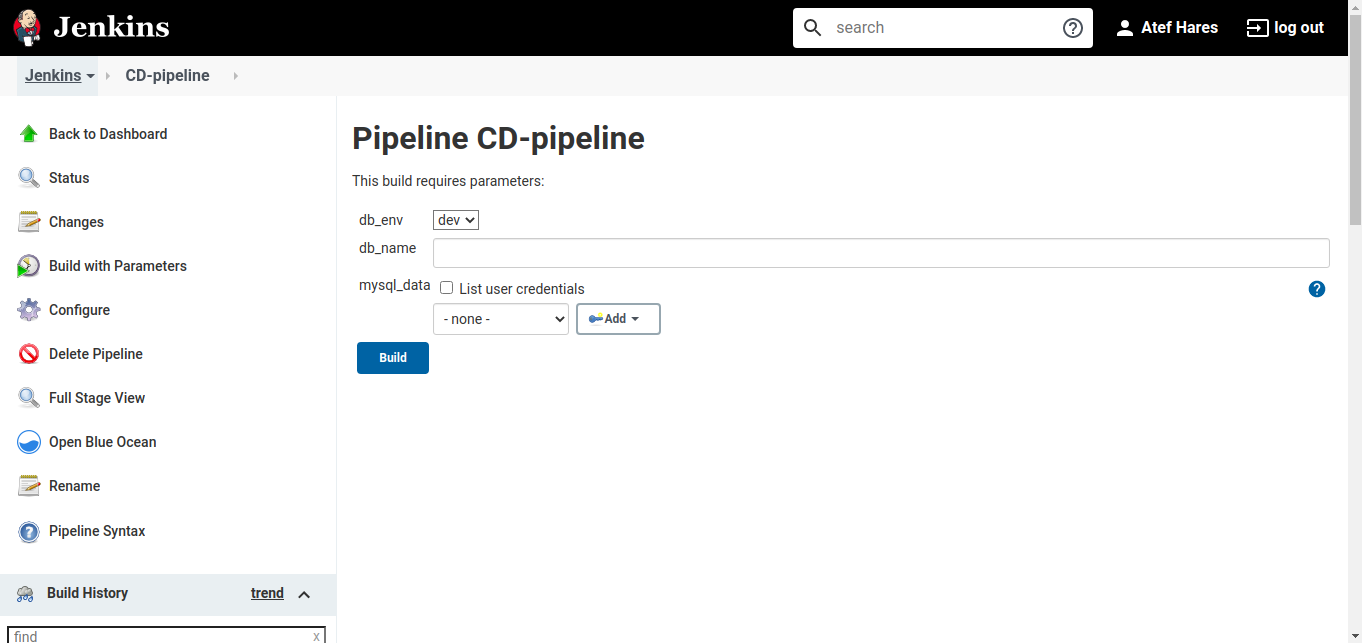 Jenkins
search
Atef Hares
log out
Jenkins
CD-pipeline
Back to Dashboard
Status
Changes
Build with Parameters
Configure
Delete Pipeline
Full Stage View
Open Blue Ocean
Rename
Pipeline Syntax
Build History
trend
find
x
Pipeline CD-pipeline
This build requires parameters:
db_env
dev
db_name
mysql_data
List user credentials
- none -
Add
Build